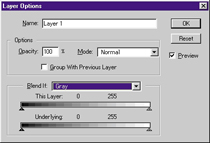 Layer Options
Name: Layer 1
OK
Options
Reset
Opacity: 100 % Mode: Normal
Preview
Group With Previous Layer
Blend If: Gray
This Layer: 0 255
Underlying 0 255